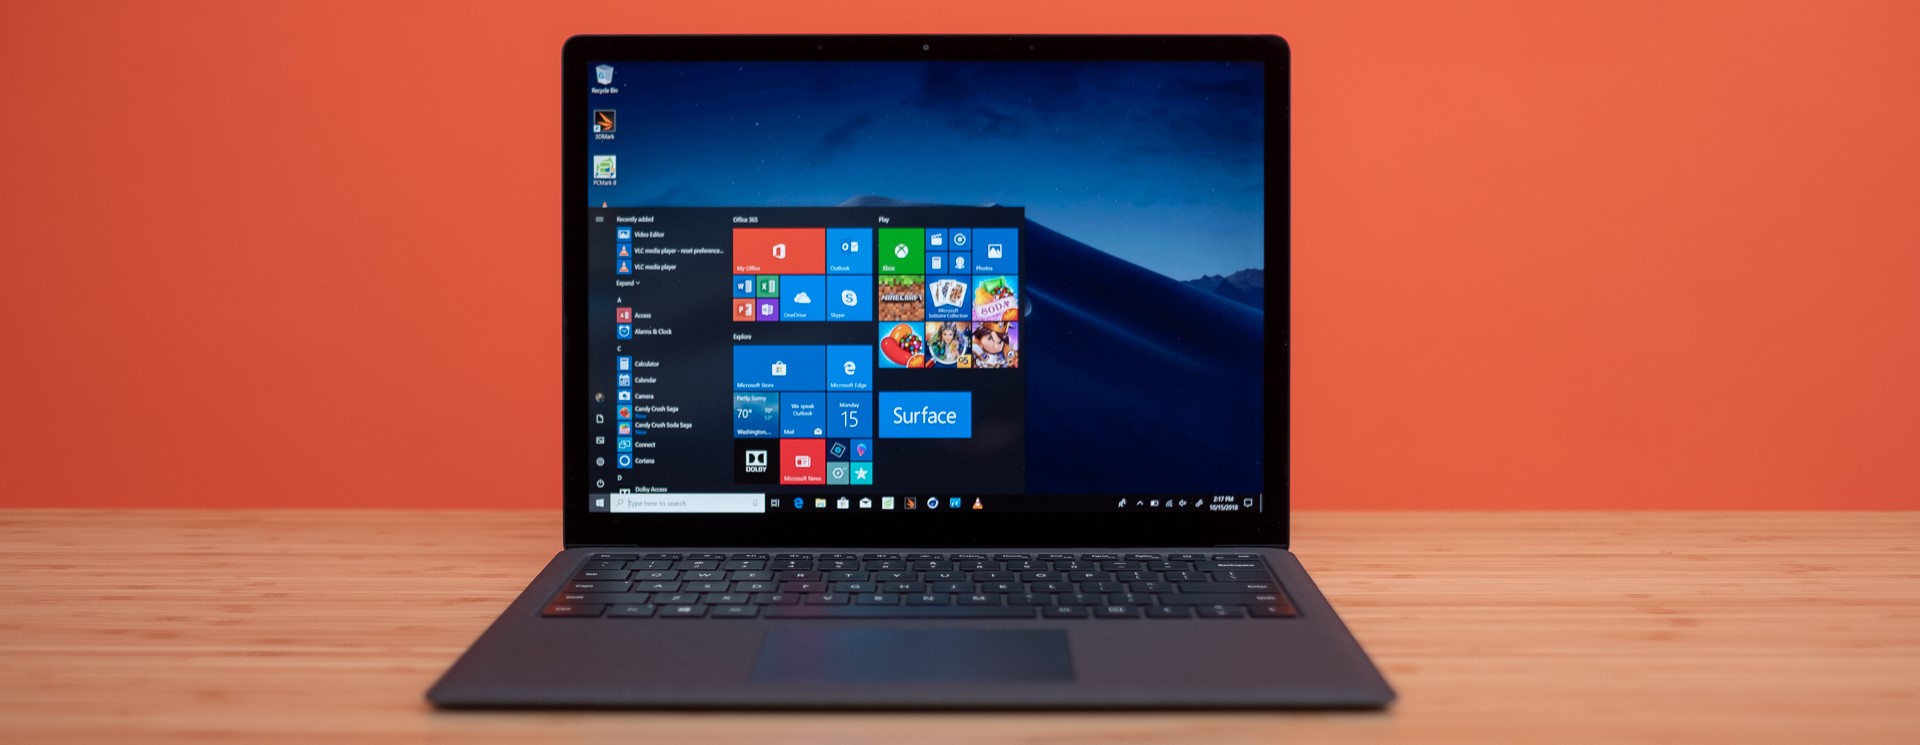 Recycle Bin
3DMark
PCMark 8
Recently added
Video Editor
VLC media player - reset preference...
VLC media player
Expand
A
Access
Alarms & Clock
C
Calculator
Calendar
Camera
Candy Crush Saga
New
Candy Crush Soda Saga
New
Connect
Cortana
D
Dolby Access
Office 365
My Office
Outlook
OneDrive
Skype
Explore
Microsoft Store
Microsoft Edge
Partly Sunny
70°
Washington,...
We speak
Outlook
Mail
Monday
15
DOLBY
Microsoft News
Play
Xbox
Photos
MINECRAFT
Microsoft
Solitaire Collection
SODA
Surface
Type here to search
2:17 PM
10/15/2018
Q W E R T Y U I O P
A S D F G H J K L
Z X C V B N M